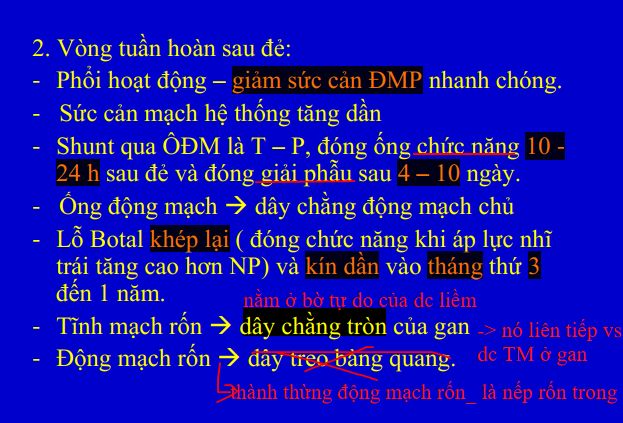 2. Vòng tuần hoàn sau đẻ:
- Phổi hoạt động – giảm sức cản ĐMP nhanh chóng.
- Sức cản mạch hệ thống tăng dần
- Shunt qua ÔĐM là T – P, đóng ống chức năng 10 -
24 h sau đẻ và đóng giải phẫu sau 4 – 10 ngày.
- Ống động mạch → dây chằng động mạch chủ
- Lỗ Botal khép lại ( đóng chức năng khi áp lực nhĩ
trái tăng cao hơn NP) và kín dần vào tháng thứ 3
đến 1 năm.
nằm ở bờ tự do của dc liềm
- Tĩnh mạch rốn → dây chằng tròn của gan -> nó liên tiếp vs
dc TM ở gan
- Động mạch rốn → dây treo bàng quang.
thành thừng động mạch rốn_ là nếp rốn trong